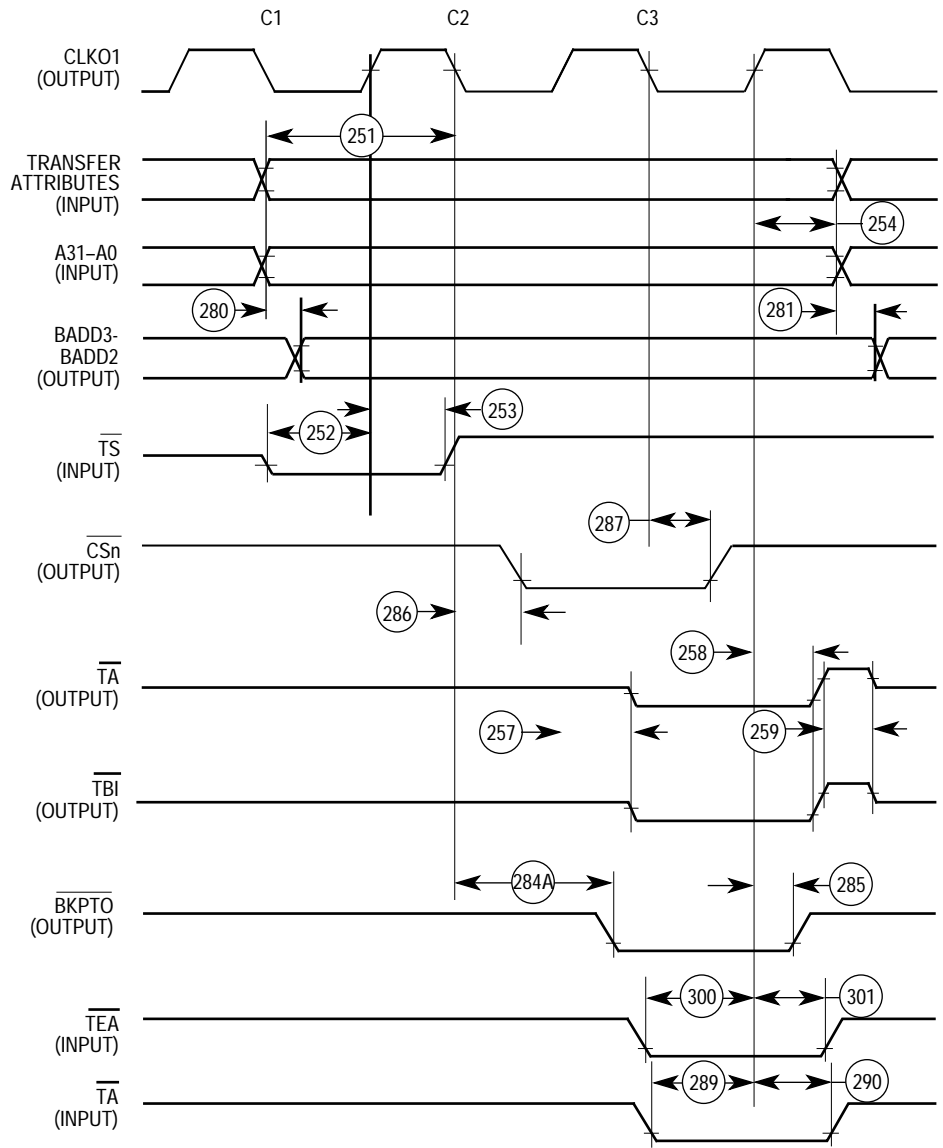 C1 C2 C3
CLKO1
(OUTPUT)
251
TRANSFER
ATTRIBUTES
(INPUT)
254
A31–A0
(INPUT)
280 281
BADD3-
BADD2
(OUTPUT)
253
252
TS
(INPUT)
287
CSn
(OUTPUT)
286
258
TA
(OUTPUT)
257 259
TBI
(OUTPUT)
284A 285
BKPTO
(OUTPUT)
300 301
TEA
(INPUT)
289 290
TA
(INPUT)